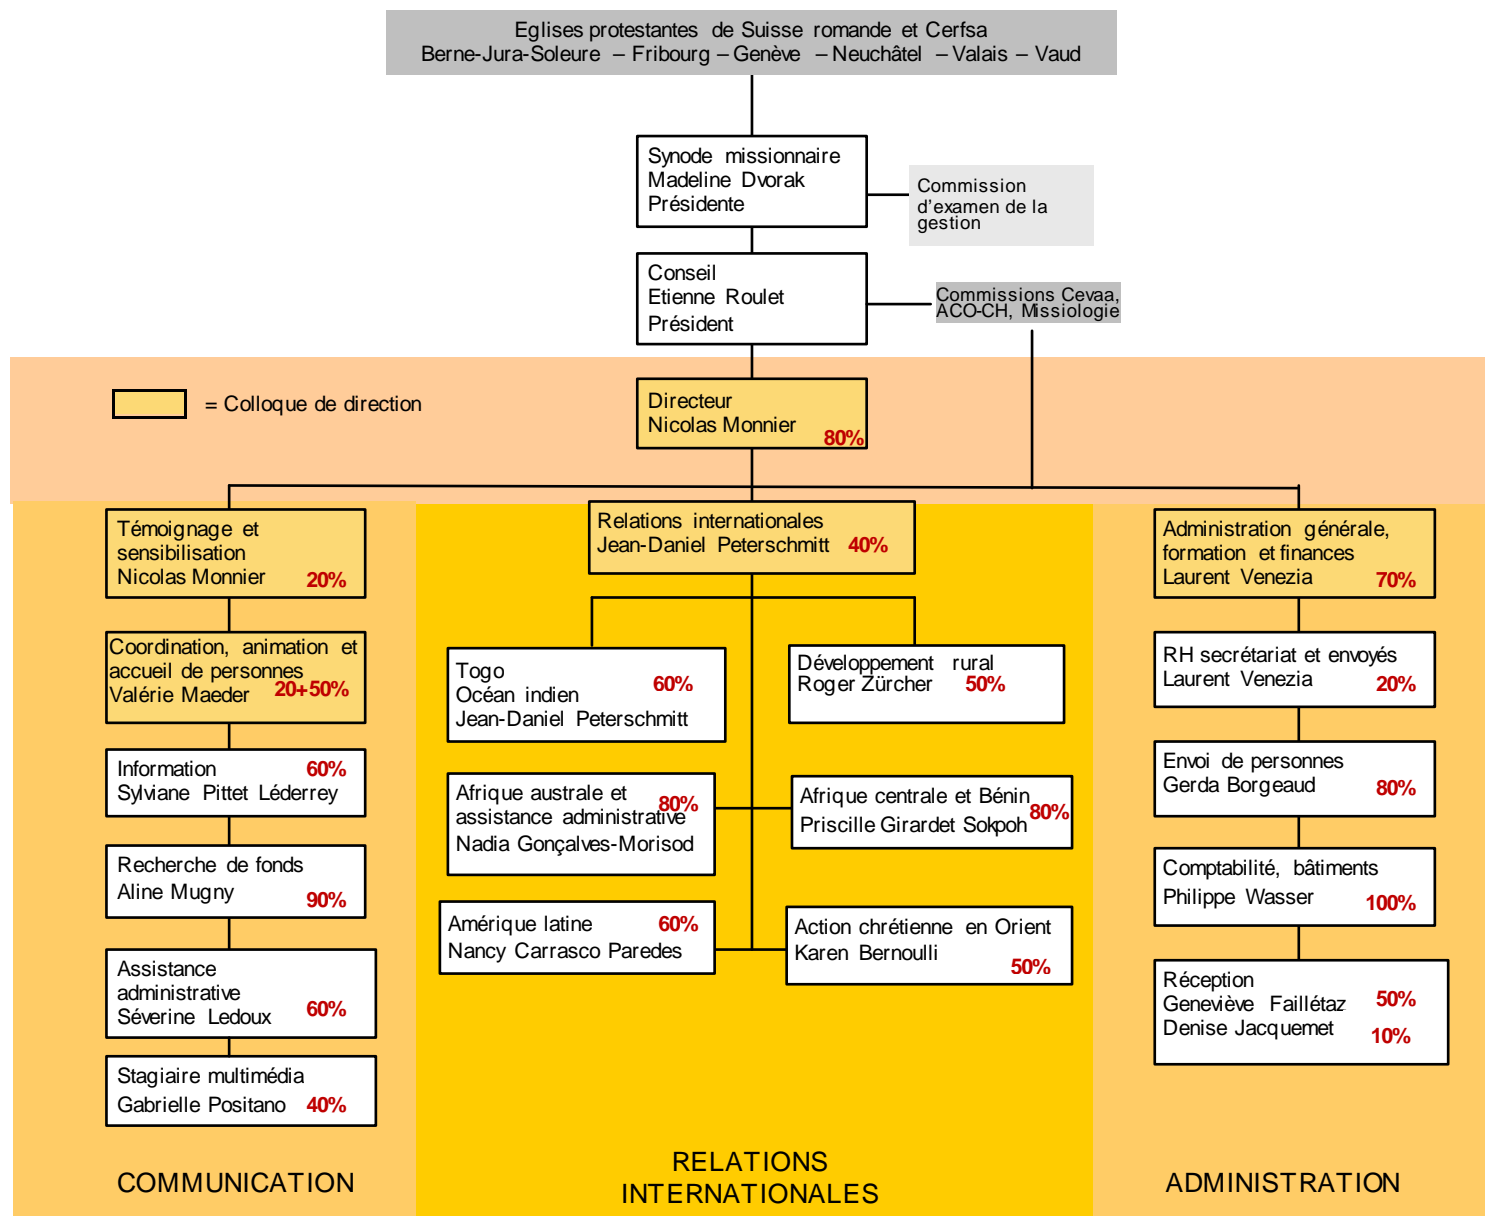 Eglises protestantes de Suisse romande et Cerfsa
Berne-Jura-Soleure – Fribourg – Genève – Neuchâtel – Valais – Vaud
Synode missionnaire
Madeline Dvorak
Présidente
Commission
d'examen de la
gestion
Conseil
Etienne Roulet
Président
Commissions Cevaa,
ACO-CH, Missiologie
= Colloque de direction
Directeur
Nicolas Monnier 80%
Témoignage et
sensibilisation
Nicolas Monnier 20%
Coordination, animation et
accueil de personnes
Valérie Maeder 20+50%
Information 60%
Sylviane Pittet Léderrey
Recherche de fonds
Aline Mugny 90%
Assistance
administrative
Séverine Ledoux 60%
Stagiaire multimédia
Gabrielle Positano 40%
COMMUNICATION
Relations internationales
Jean-Daniel Peterschmitt 40%
Togo
Océan indien 60%
Jean-Daniel Peterschmitt
Développement rural
Roger Zürcher 50%
Afrique australe et
assistance administrative 80%
Nadia Gonçalves-Morisod
Afrique centrale et Bénin
Priscille Girardet Sokpoh 80%
Amérique latine 60%
Nancy Carrasco Paredes
Action chrétienne en Orient
Karen Bernoulli
50%
RELATIONS
INTERNATIONALES
Administration générale,
formation et finances
Laurent Venezia 70%
RH secrétariat et envoyés
Laurent Venezia 20%
Envoi de personnes
Gerda Borgeaud 80%
Comptabilité, bâtiments
Philippe Wasser 100%
Réception
Geneviève Faillétaz 50%
Denise Jacquemet 10%
ADMINISTRATION